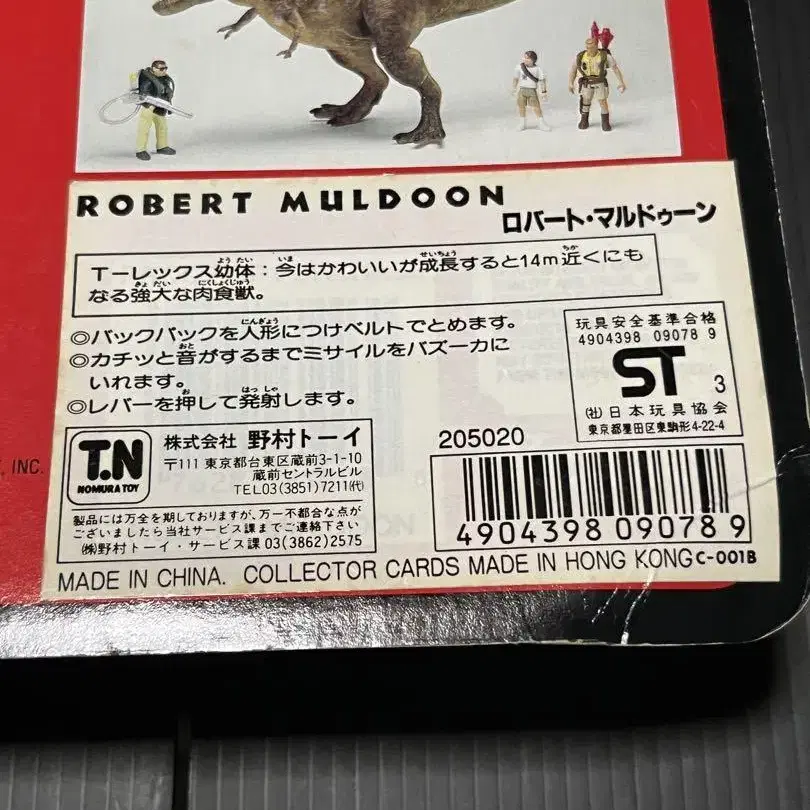 ROBERT MULDOON
ロバート・マルドゥーン
T-レックス幼体：今はかわいいが成長すると14m近くにも
なる強大な肉食獣。
◎バックパックを人形につけベルトでとめます。
◎カチッと音がするまでミサイルをバズーカに
いれます。
◎レバーを押して発射します。
玩具安全基準合格
4904398 09078 9
ST 3
(社)日本玩具協会
東京都墨田区東駒形4-22-4
, INC.
T.N
NOMURA TOY
株式会社 野村トーイ
〒111 東京都台東区蔵前3-1-10
蔵前セントラルビル
TEL03(3851)7211(代)
製品には万全を期しておりますが、万一不都合な点が
ございましたら当社サービス課までご連絡下さい
(株)野村トーイ・サービス課 03(3862)2575
205020
4904398 090789
MADE IN CHINA. COLLECTOR CARDS MADE IN HONG KONG C-001B